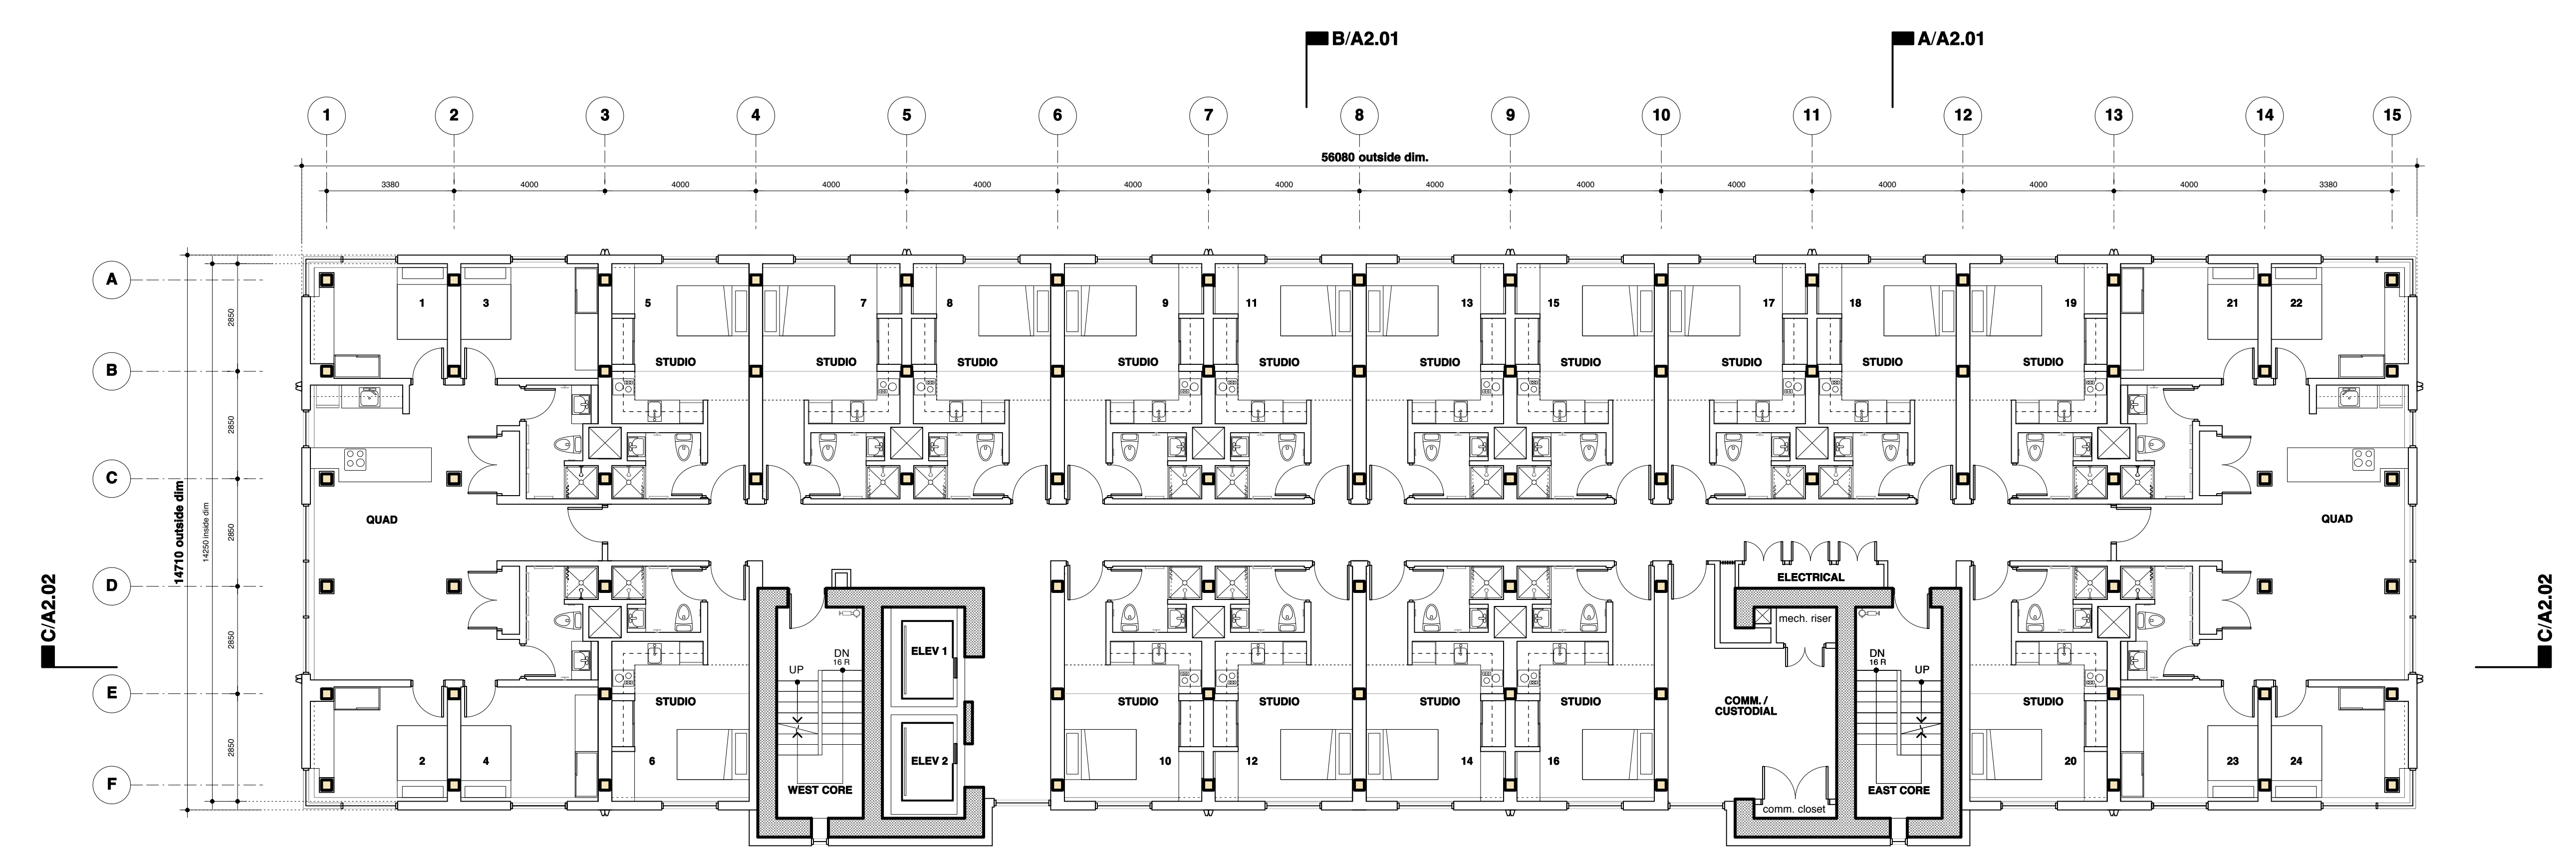 B/A2.01
A/A2.01
1 2 3 4 5 6 7 8 9 10 11 12 13 14 15
56080 outside dim.
3380 4000 4000 4000 4000 4000 4000 4000 4000 4000 4000 4000 4000 3380
A
B
C
D
E
F
2850
2850
2850
2850
2850
14710 outside dim
14250 inside dim
C/A2.02
C/A2.02
1 3 5 7 8 9 11 13 15 17 18 19 21 22
STUDIO STUDIO STUDIO STUDIO STUDIO STUDIO STUDIO STUDIO STUDIO STUDIO
QUAD
QUAD
ELECTRICAL
mech. riser
ELEV 1
UP
DN
16 R
DN
16 R
UP
STUDIO STUDIO STUDIO STUDIO STUDIO STUDIO
COMM. /
CUSTODIAL
2 4 6 10 12 14 16 20 23 24
ELEV 2
WEST CORE
EAST CORE
comm. closet